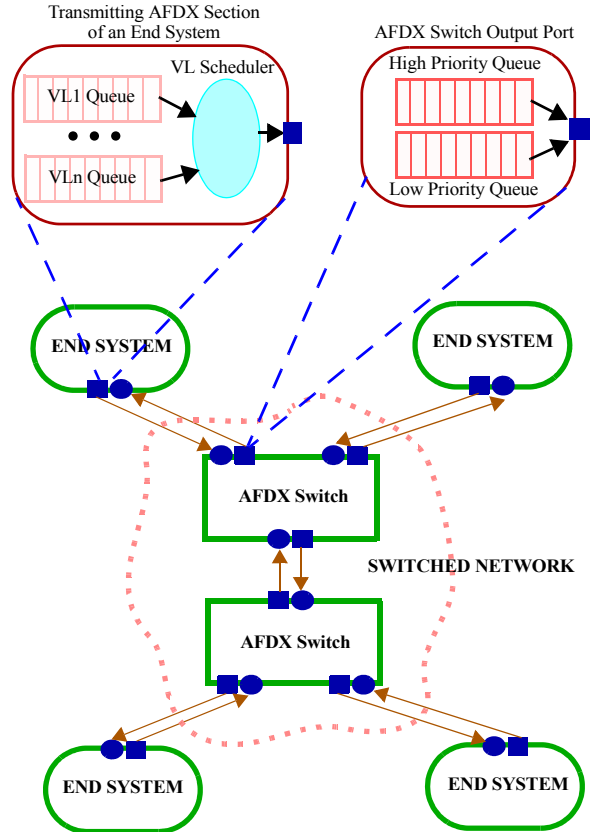 Transmitting AFDX Section
of an End System
AFDX Switch Output Port
VL Scheduler
VL1 Queue
VLn Queue
High Priority Queue
Low Priority Queue
END SYSTEM
END SYSTEM
AFDX Switch
SWITCHED NETWORK
AFDX Switch
END SYSTEM
END SYSTEM